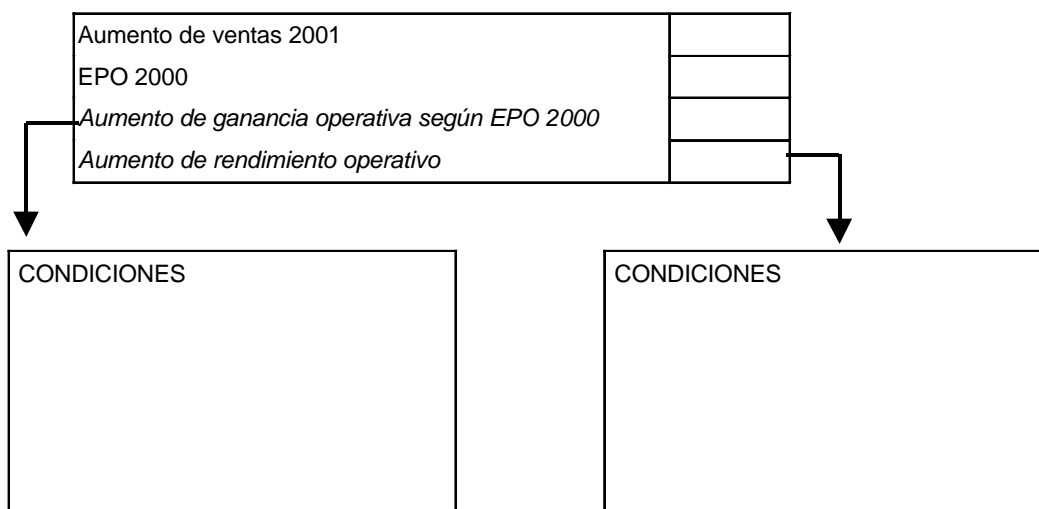 Aumento de ventas 2001
EPO 2000
Aumento de ganancia operativa según EPO 2000
Aumento de rendimiento operativo
CONDICIONES
CONDICIONES